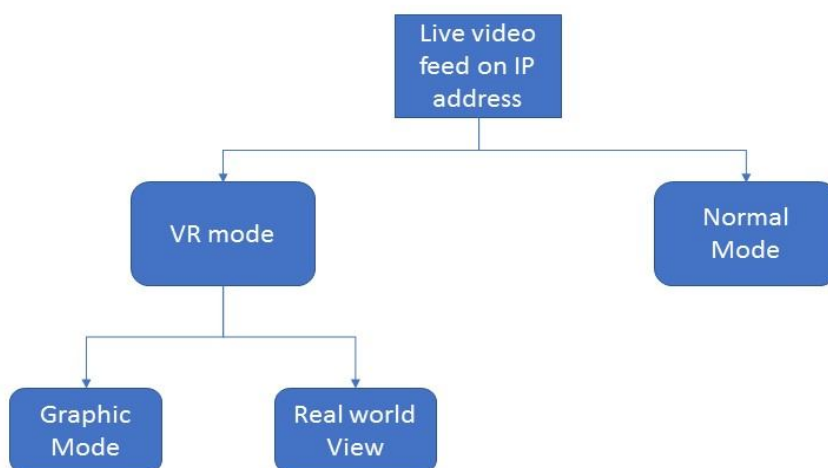 Live video
feed on IP
address
VR mode
Normal
Mode
Graphic
Mode
Real world
View